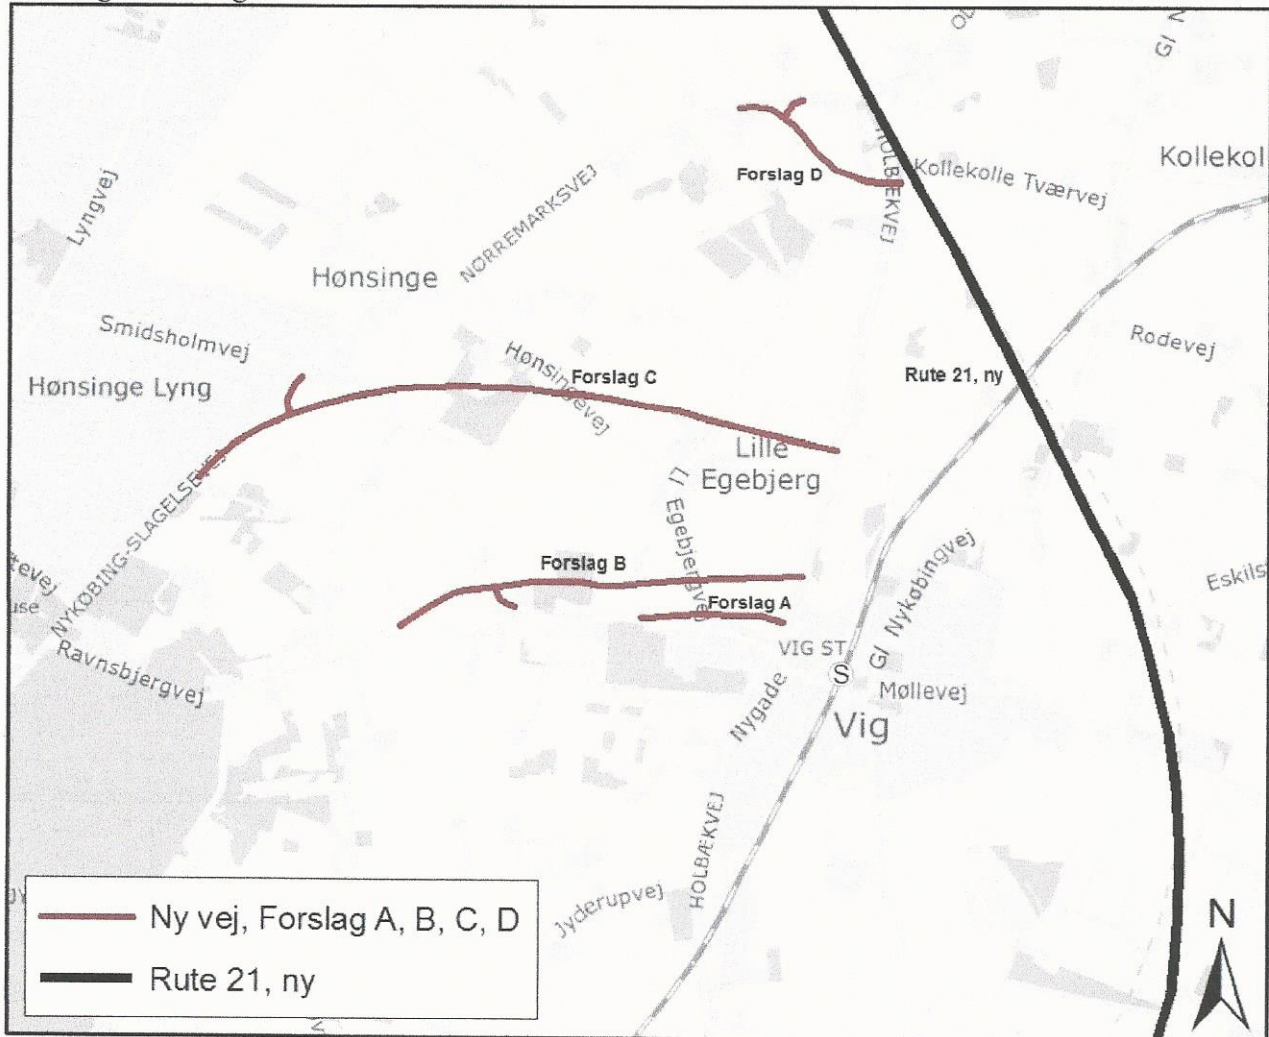 N
Gl
HOLBÆKVEJ
Kollekolle Tværvej
Forslag D
Lyngvej
NØRREMARKSVEJ
Hønsinge
Smidsholmvej
Rodevej
Hønsingevej
Forslag C
Rute 21, ny
Hønsinge Lyng
Lille
Egebjerg
NYKØBING-SLAGELSEVEJ
Ll Egebjergvej
Gl Nykøbingvej
Forslag B
Forslag A
VIG ST
S
Ravnsbjergvej
Møllevej
Nygade
Vig
HOLBÆKVEJ
Jyderupvej
Ny vej, Forslag A, B, C, D
Rute 21, ny
N